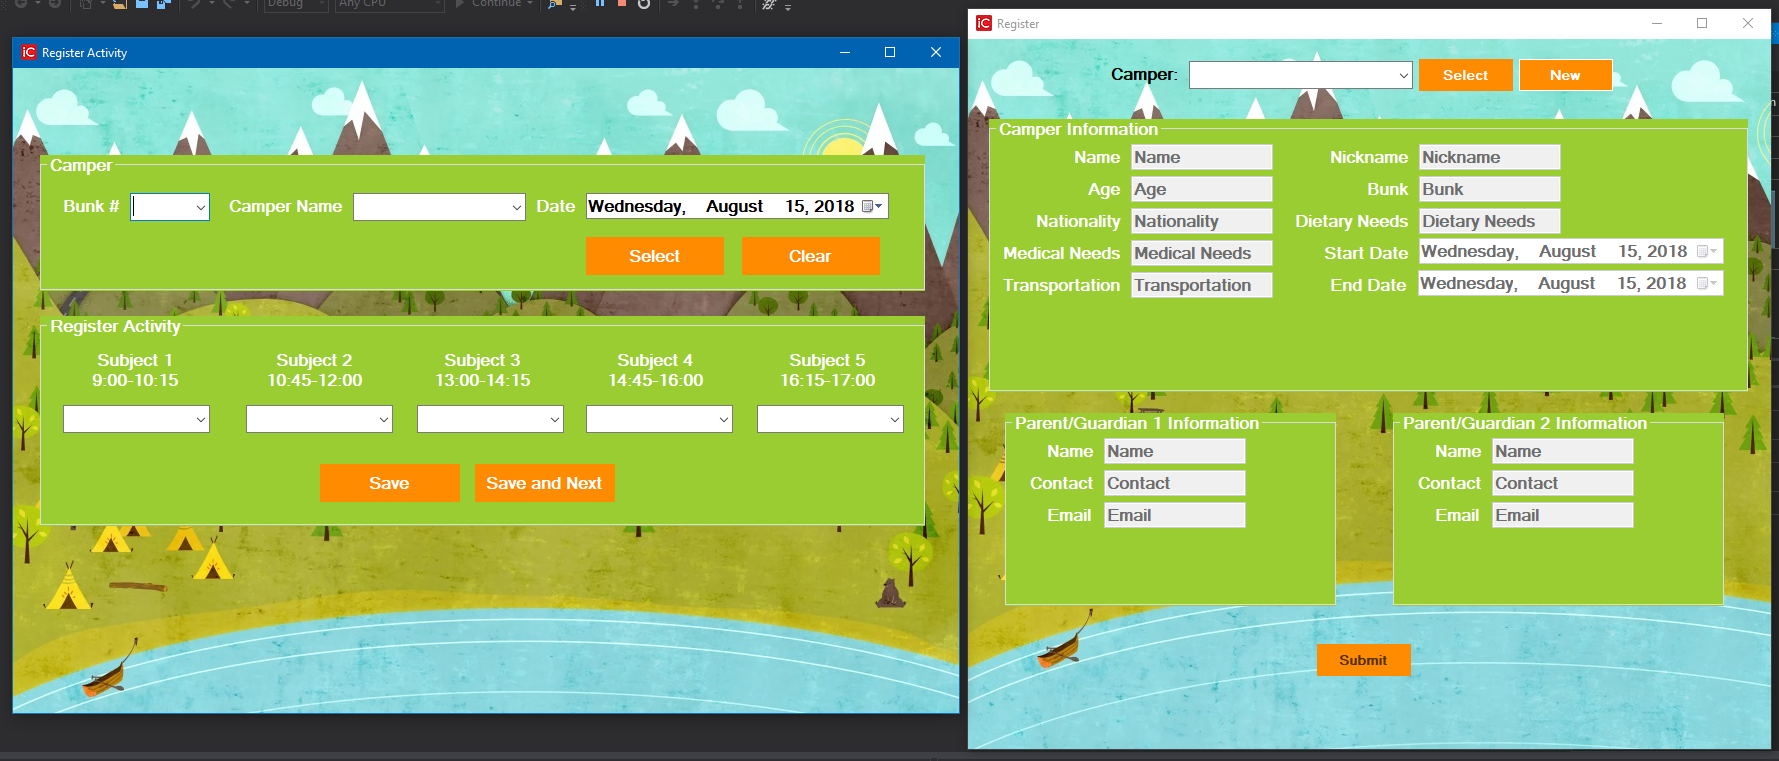 Debug
Any CPU
Continue
iC Register Activity
Camper
Bunk #
Camper Name
Date
Wednesday, August 15, 2018
Select
Clear
Register Activity
Subject 1
9:00-10:15
Subject 2
10:45-12:00
Subject 3
13:00-14:15
Subject 4
14:45-16:00
Subject 5
16:15-17:00
Save
Save and Next
iC Register
Camper:
Select
New
Camper Information
Name Name
Nickname Nickname
Age Age
Bunk Bunk
Nationality Nationality
Dietary Needs Dietary Needs
Medical Needs Medical Needs
Start Date Wednesday, August 15, 2018
Transportation Transportation
End Date Wednesday, August 15, 2018
Parent/Guardian 1 Information
Name Name
Contact Contact
Email Email
Parent/Guardian 2 Information
Name Name
Contact Contact
Email Email
Submit